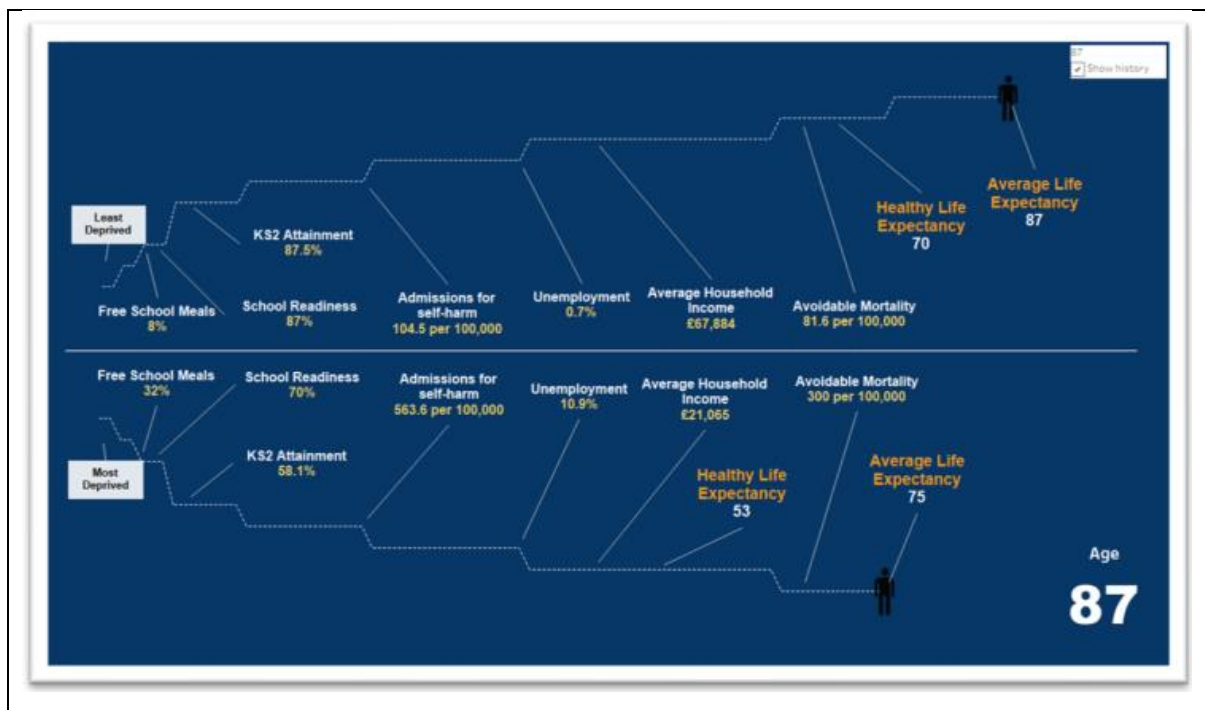 87
Show history
Average Life
Expectancy
87
Healthy Life
Expectancy
70
Least
Deprived
KS2 Attainment
87.5%
Free School Meals
8%
School Readiness
87%
Admissions for
self-harm
104.5 per 100,000
Unemployment
0.7%
Average Household
Income
£67,884
Avoidable Mortality
81.6 per 100,000
Free School Meals
32%
School Readiness
70%
Admissions for
self-harm
563.6 per 100,000
Unemployment
10.9%
Average Household
Income
£21,065
Avoidable Mortality
300 per 100,000
Most
Deprived
KS2 Attainment
58.1%
Healthy Life
Expectancy
53
Average Life
Expectancy
75
Age
87